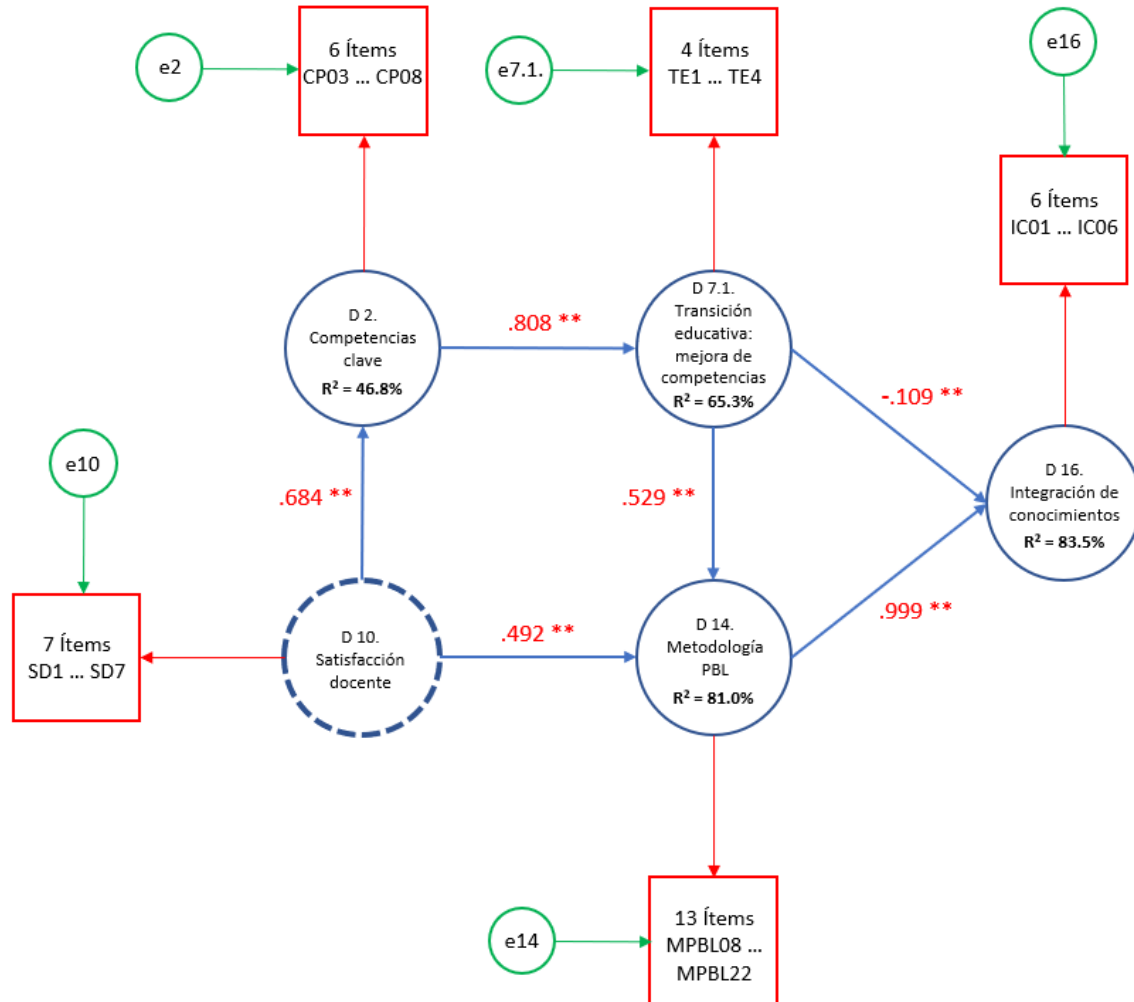 e2
6 Ítems
CP03 ... CP08
e7.1.
4 Ítems
TE1 ... TE4
e16
6 Ítems
IC01 ... IC06
D 2.
Competencias
clave
R² = 46.8%
.808 **
D 7.1.
Transición
educativa:
mejora de
competencias
R² = 65.3%
-.109 **
e10
.684 **
.529 **
D 16.
Integración de
conocimientos
R² = 83.5%
7 Ítems
SD1 ... SD7
D 10.
Satisfacción
docente
.492 **
D 14.
Metodología
PBL
R² = 81.0%
.999 **
e14
13 Ítems
MPBL08 ...
MPBL22